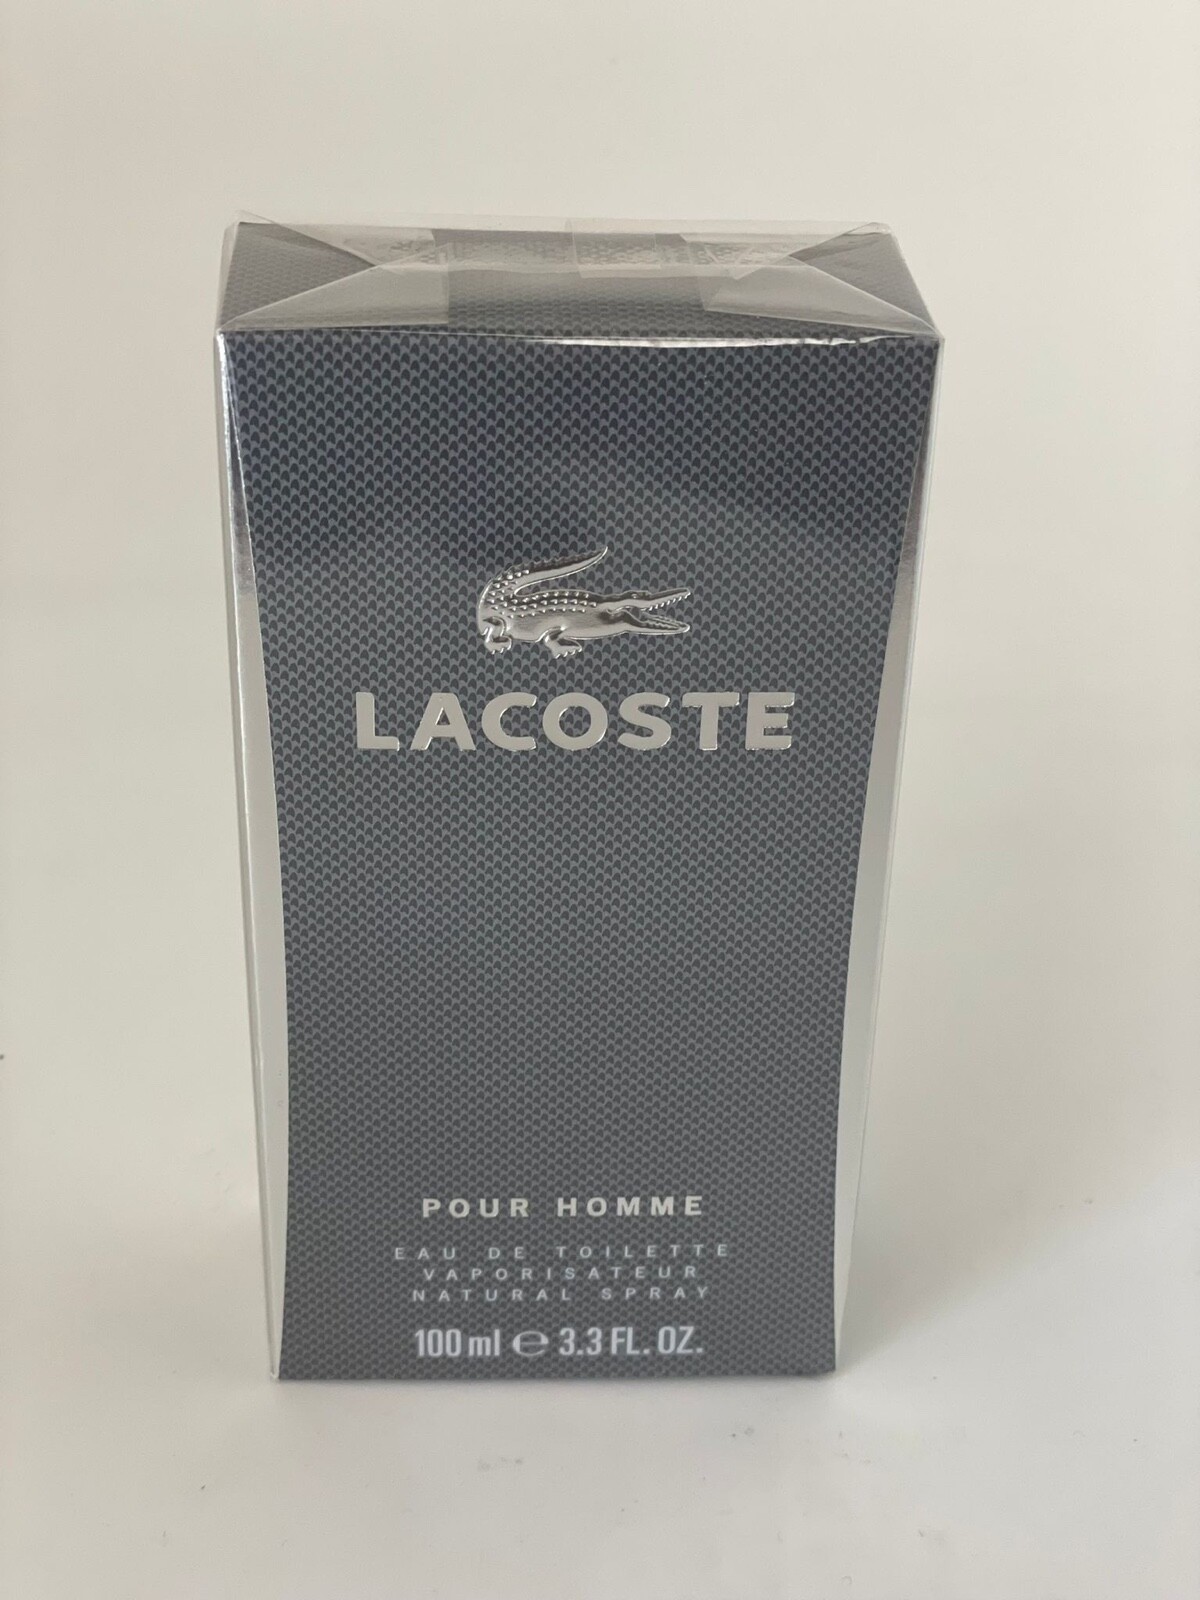 LACOSTE
POUR HOMME
EAU DE TOILETTE
VAPORISATEUR
NATURAL SPRAY
100 ml ℮ 3.3 FL. OZ.